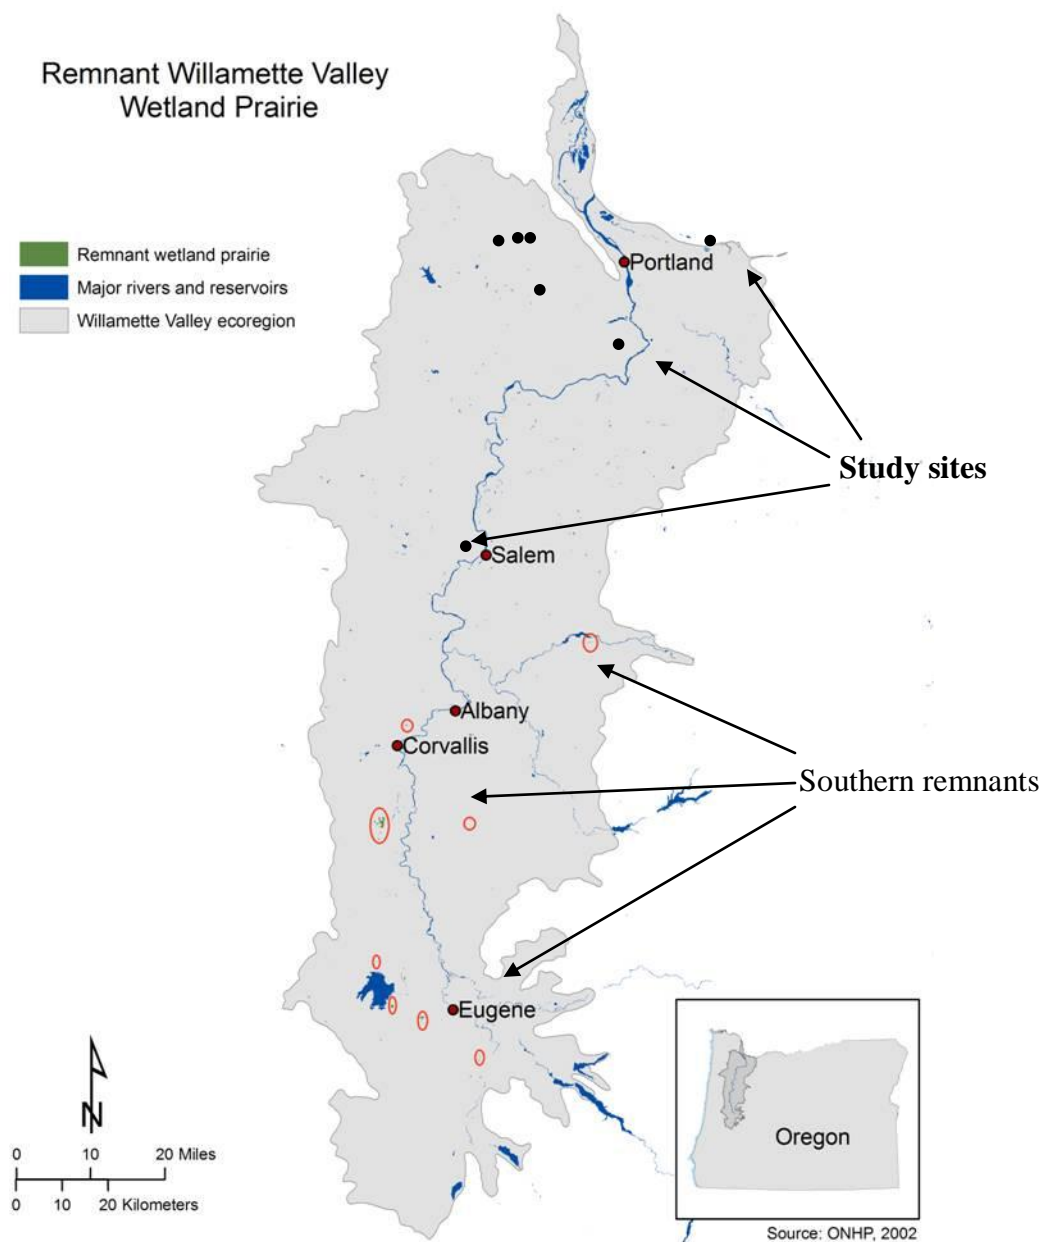 Remnant Willamette Valley
Wetland Prairie
Remnant wetland prairie
Major rivers and reservoirs
Willamette Valley ecoregion
Portland
Study sites
Salem
Albany
Corvallis
Southern remnants
Eugene
N
0 10 20 Miles
0 10 20 Kilometers
Oregon
Source: ONHP, 2002